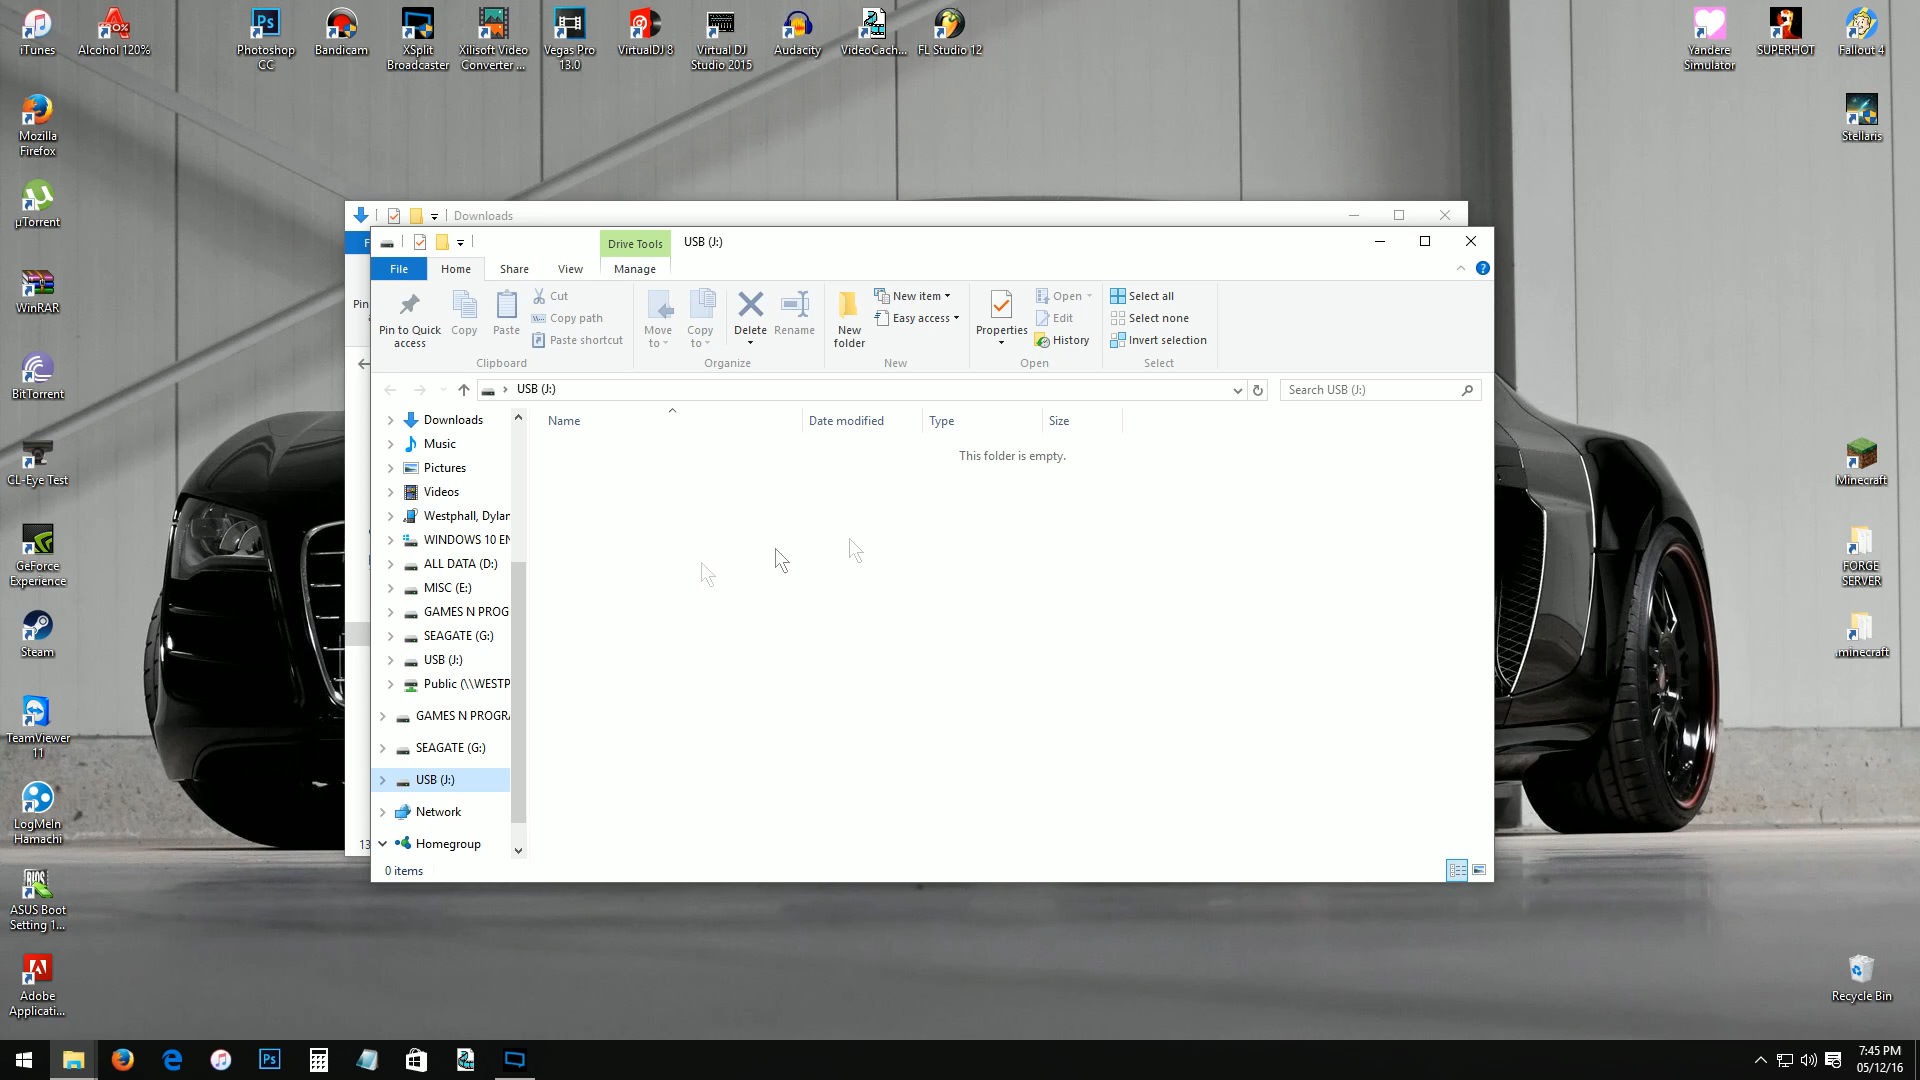 iTunes
Alcohol 120%
Photoshop
CC
Bandicam
XSplit
Broadcaster
Xilisoft Video
Converter ...
Vegas Pro
13.0
VirtualDJ 8
Virtual DJ
Studio 2015
Audacity
VideoCach...
FL Studio 12
Yandere
Simulator
SUPERHOT
Fallout 4
Mozilla
Firefox
Stellaris
µTorrent
WinRAR
BitTorrent
CL-Eye Test
GeForce
Experience
Steam
TeamViewer
11
LogMeIn
Hamachi
ASUS Boot
Setting 1...
Adobe
Applicati...
Minecraft
FORGE
SERVER
.minecraft
Recycle Bin
Downloads
Drive Tools
USB (J:)
File
Home
Share
View
Manage
Pin
Pin to Quick
access
Copy
Paste
Cut
Copy path
Paste shortcut
Clipboard
Move
to
Copy
to
Delete
Rename
Organize
New
folder
New item
Easy access
New
Properties
Open
Edit
History
Open
Select all
Select none
Invert selection
Select
USB (J:)
Search USB (J:)
Name
Date modified
Type
Size
This folder is empty.
Downloads
Music
Pictures
Videos
Westphall, Dylan
WINDOWS 10 EN
ALL DATA (D:)
MISC (E:)
GAMES N PROG
SEAGATE (G:)
USB (J:)
Public (\\WESTP
GAMES N PROGRA
SEAGATE (G:)
USB (J:)
Network
Homegroup
13
0 items
Ps
7:45 PM
05/12/16